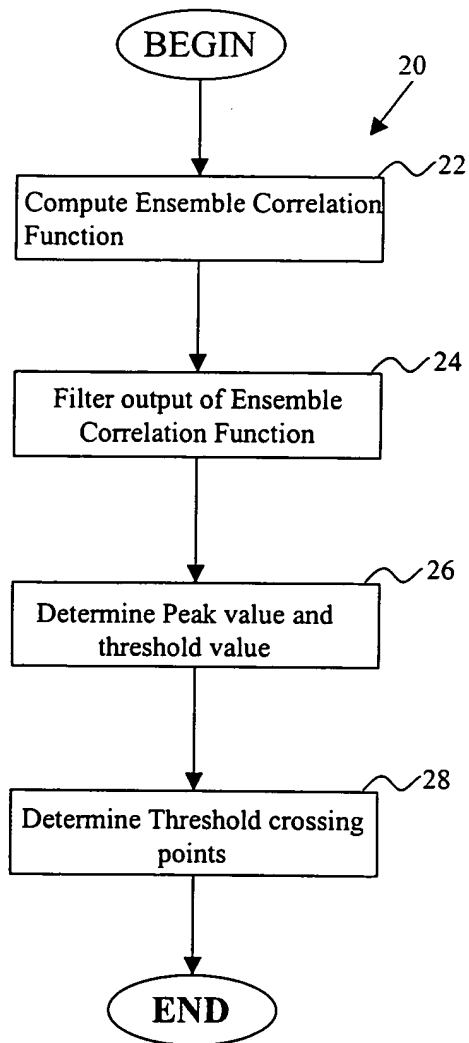 BEGIN
20
22
Compute Ensemble Correlation
Function
24
Filter output of Ensemble
Correlation Function
26
Determine Peak value and
threshold value
28
Determine Threshold crossing
points
END